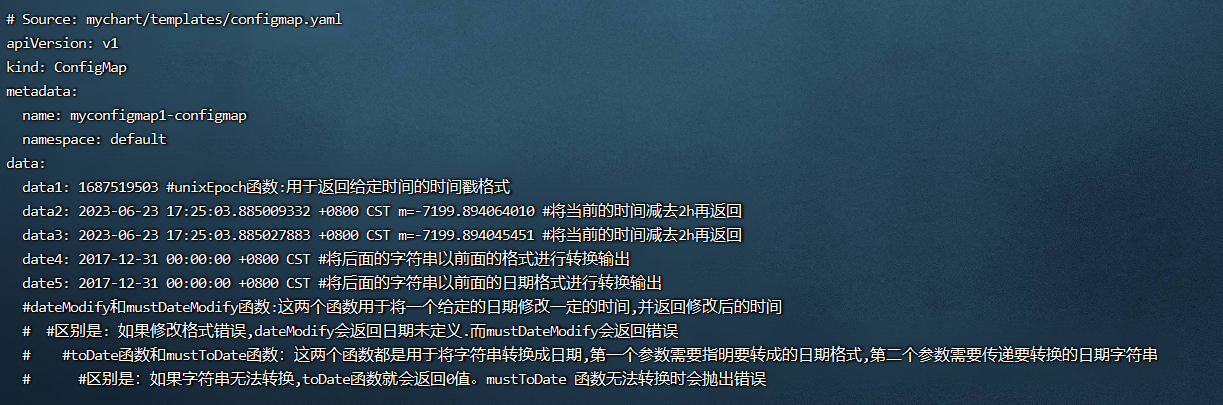 # Source: mychart/templates/configmap.yaml
apiVersion: v1
kind: ConfigMap
metadata:
  name: myconfigmap1-configmap
  namespace: default
data:
  data1: 1687519503 #unixEpoch函数:用于返回给定时间的时间戳格式
  data2: 2023-06-23 17:25:03.885009332 +0800 CST m=-7199.894064010 #将当前的时间减去2h再返回
  data3: 2023-06-23 17:25:03.885027883 +0800 CST m=-7199.894045451 #将当前的时间减去2h再返回
  date4: 2017-12-31 00:00:00 +0800 CST #将后面的字符串以前面的格式进行转换输出
  date5: 2017-12-31 00:00:00 +0800 CST #将后面的字符串以前面的日期格式进行转换输出
  #dateModify和mustDateModify函数:这两个函数用于将一个给定的日期修改一定的时间,并返回修改后的时间
  #  #区别是: 如果修改格式错误,dateModify会返回日期未定义.而mustDateModify会返回错误
  #    #toDate函数和mustToDate函数: 这两个函数都是用于将字符串转换成日期,第一个参数需要指明要转成的日期格式,第二个参数需要传递要转换的日期字符串
  #      #区别是: 如果字符串无法转换,toDate函数就会返回0值。mustToDate 函数无法转换时会抛出错误